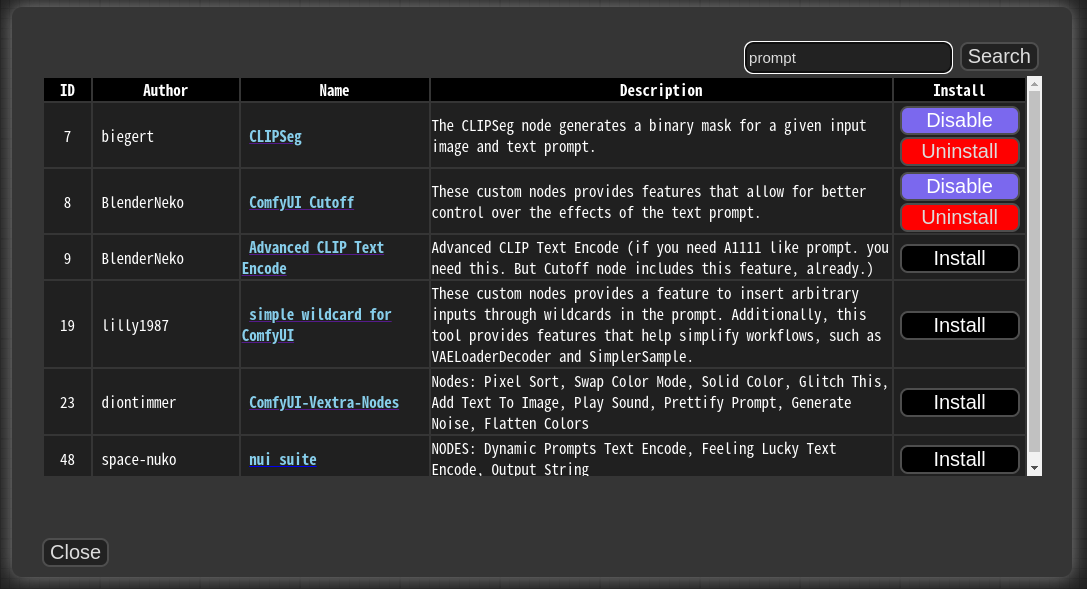 prompt Search
ID Author Name Description Install
7 biegert CLIPSeg The CLIPSeg node generates a binary mask for a given input
image and text prompt.
Disable
Uninstall
8 BlenderNeko ComfyUI Cutoff These custom nodes provides features that allow for better
control over the effects of the text prompt.
Disable
Uninstall
9 BlenderNeko Advanced CLIP Text
Encode
Advanced CLIP Text Encode (if you need A1111 like prompt. you
need this. But Cutoff node includes this feature, already.)
Install
19 lilly1987 simple wildcard for
ComfyUI
These custom nodes provides a feature to insert arbitrary
inputs through wildcards in the prompt. Additionally, this
tool provides features that help simplify workflows, such as
VAELoaderDecoder and SimplerSample.
Install
23 diontimmer ComfyUI-Vextra-Nodes
Nodes: Pixel Sort, Swap Color Mode, Solid Color, Glitch This,
Add Text To Image, Play Sound, Prettify Prompt, Generate
Noise, Flatten Colors
Install
48 space-nuko nui suite
NODES: Dynamic Prompts Text Encode, Feeling Lucky Text
Encode, Output String
Install
Close